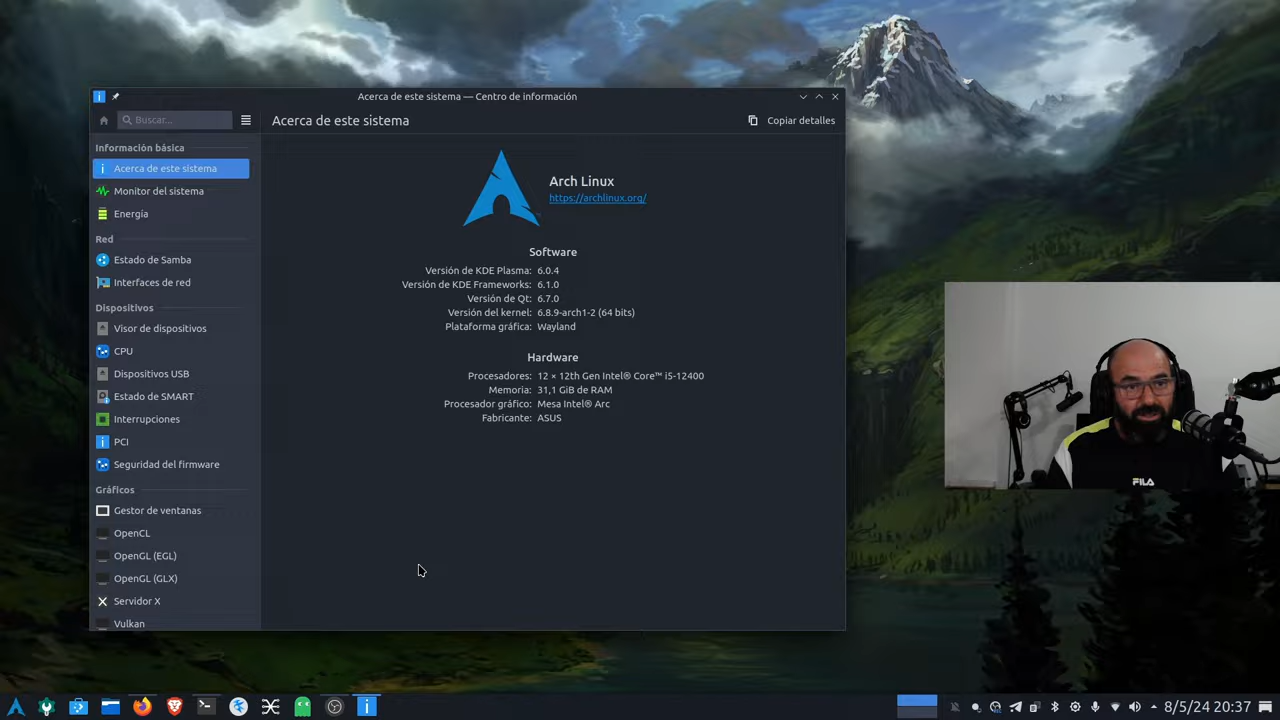 Acerca de este sistema — Centro de información
Buscar...
Acerca de este sistema
Copiar detalles
Información básica
Acerca de este sistema
Monitor del sistema
Energía
Red
Estado de Samba
Interfaces de red
Dispositivos
Visor de dispositivos
CPU
Dispositivos USB
Estado de SMART
Interrupciones
PCI
Seguridad del firmware
Gráficos
Gestor de ventanas
OpenCL
OpenGL (EGL)
OpenGL (GLX)
Servidor X
Vulkan
Arch Linux
https://archlinux.org/
Software
Versión de KDE Plasma: 6.0.4
Versión de KDE Frameworks: 6.1.0
Versión de Qt: 6.7.0
Versión del kernel: 6.8.9-arch1-2 (64 bits)
Plataforma gráfica: Wayland
Hardware
Procesadores: 12 × 12th Gen Intel® Core™ i5-12400
Memoria: 31,1 GiB de RAM
Procesador gráfico: Mesa Intel® Arc
Fabricante: ASUS
FILA
8/5/24 20:37